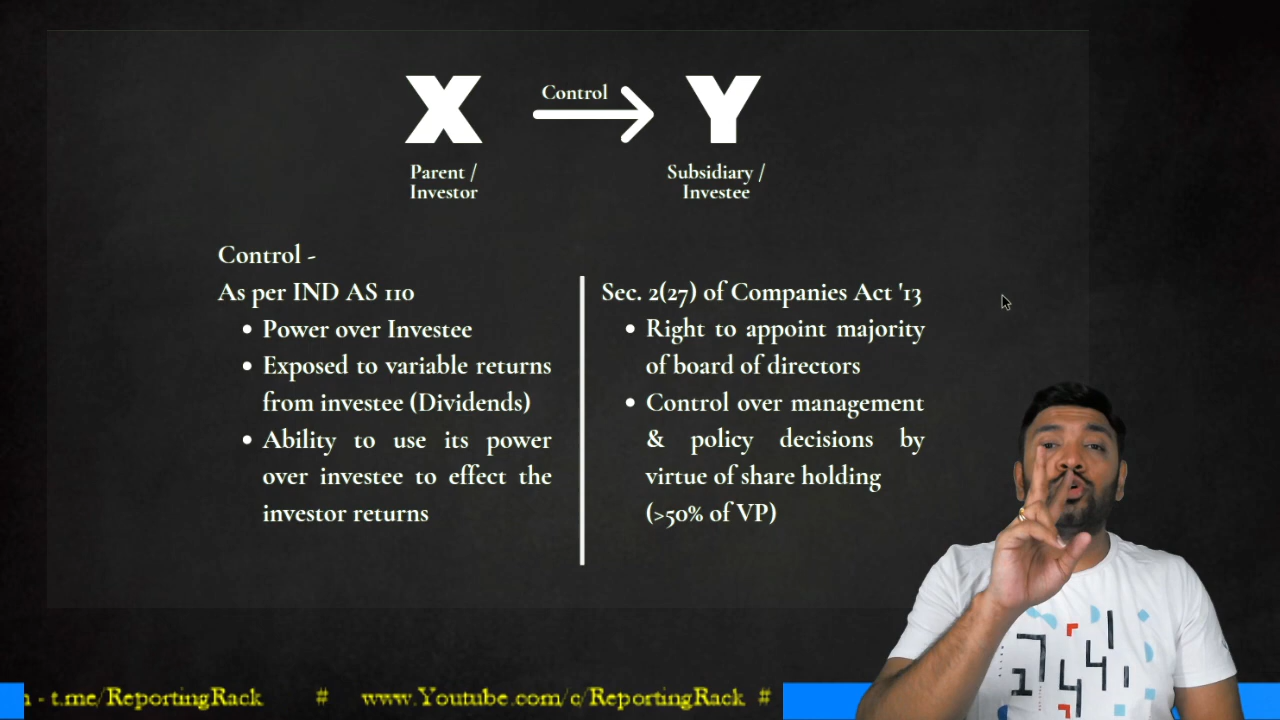 X Control Y
Parent /
Investor
Subsidiary /
Investee
Control -
As per IND AS 110
• Power over Investee
• Exposed to variable returns
from investee (Dividends)
• Ability to use its power
over investee to effect the
investor returns
Sec. 2(27) of Companies Act '13
• Right to appoint majority
of board of directors
• Control over management
& policy decisions by
virtue of share holding
(>50% of VP)
- t.me/ReportingRack # www.Youtube.com/c/ReportingRack #